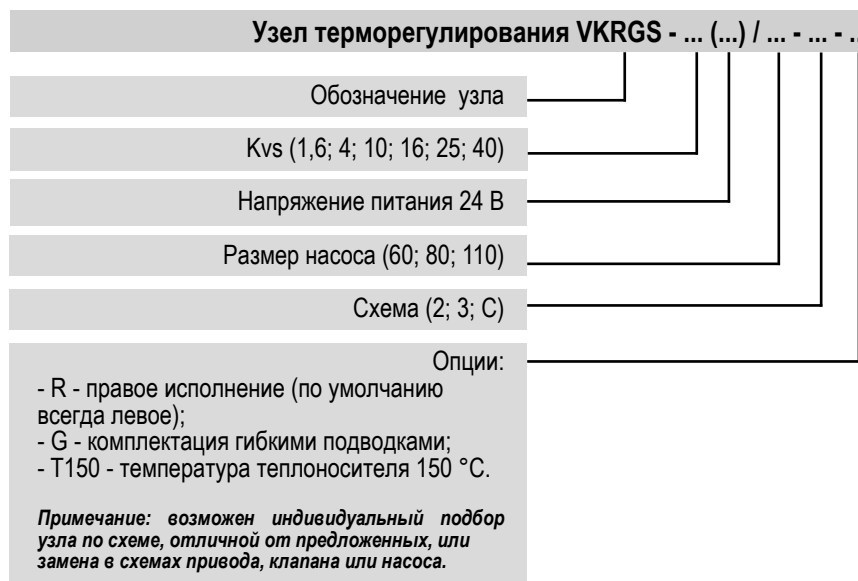 Узел терморегулирования VKRGS - ... (...) / ... - ... - ..
Обозначение узла
Kvs (1,6; 4; 10; 16; 25; 40)
Напряжение питания 24 В
Размер насоса (60; 80; 110)
Схема (2; 3; С)
Опции:
- R - правое исполнение (по умолчанию
всегда левое);
- G - комплектация гибкими подводками;
- T150 - температура теплоносителя 150 °С.
Примечание: возможен индивидуальный подбор
узла по схеме, отличной от предложенных, или
замена в схемах привода, клапана или насоса.